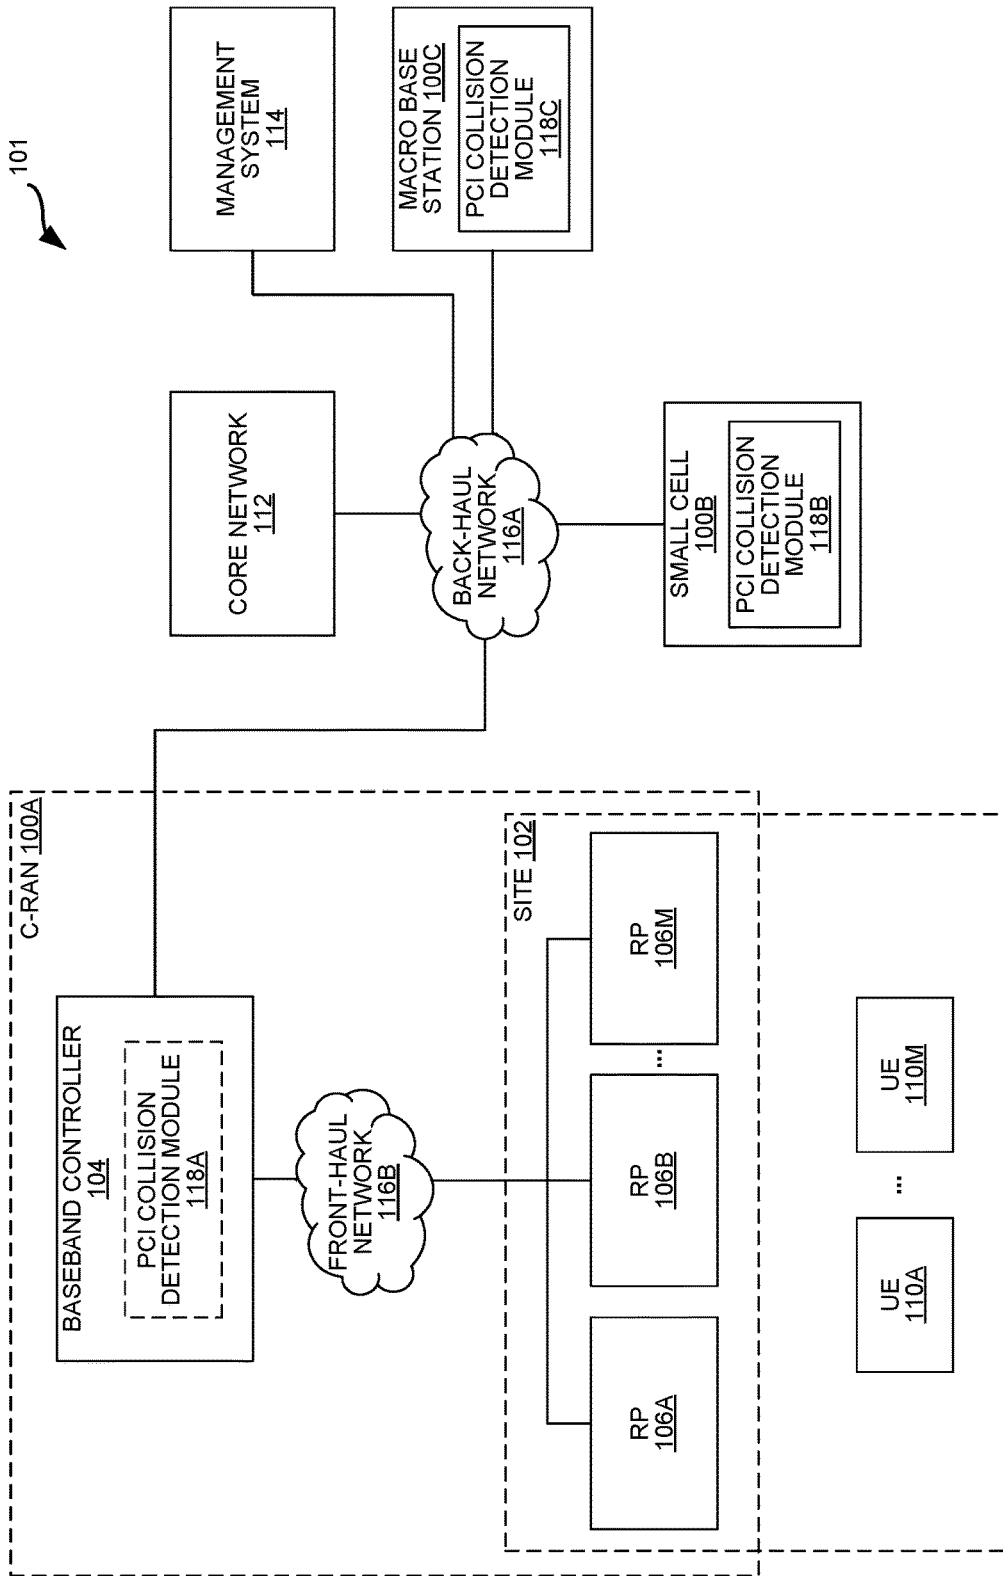 101
C-RAN 100A
BASEBAND CONTROLLER
104
PCI COLLISION
DETECTION MODULE
118A
FRONT-HAUL
NETWORK
116B
SITE 102
RP
106A
RP
106B
...
RP
106M
UE
110A
...
UE
110M
CORE NETWORK
112
MANAGEMENT
SYSTEM
114
BACK-HAUL
NETWORK
116A
MACRO BASE
STATION 100C
PCI COLLISION
DETECTION
MODULE
118C
SMALL CELL
100B
PCI COLLISION
DETECTION
MODULE
118B